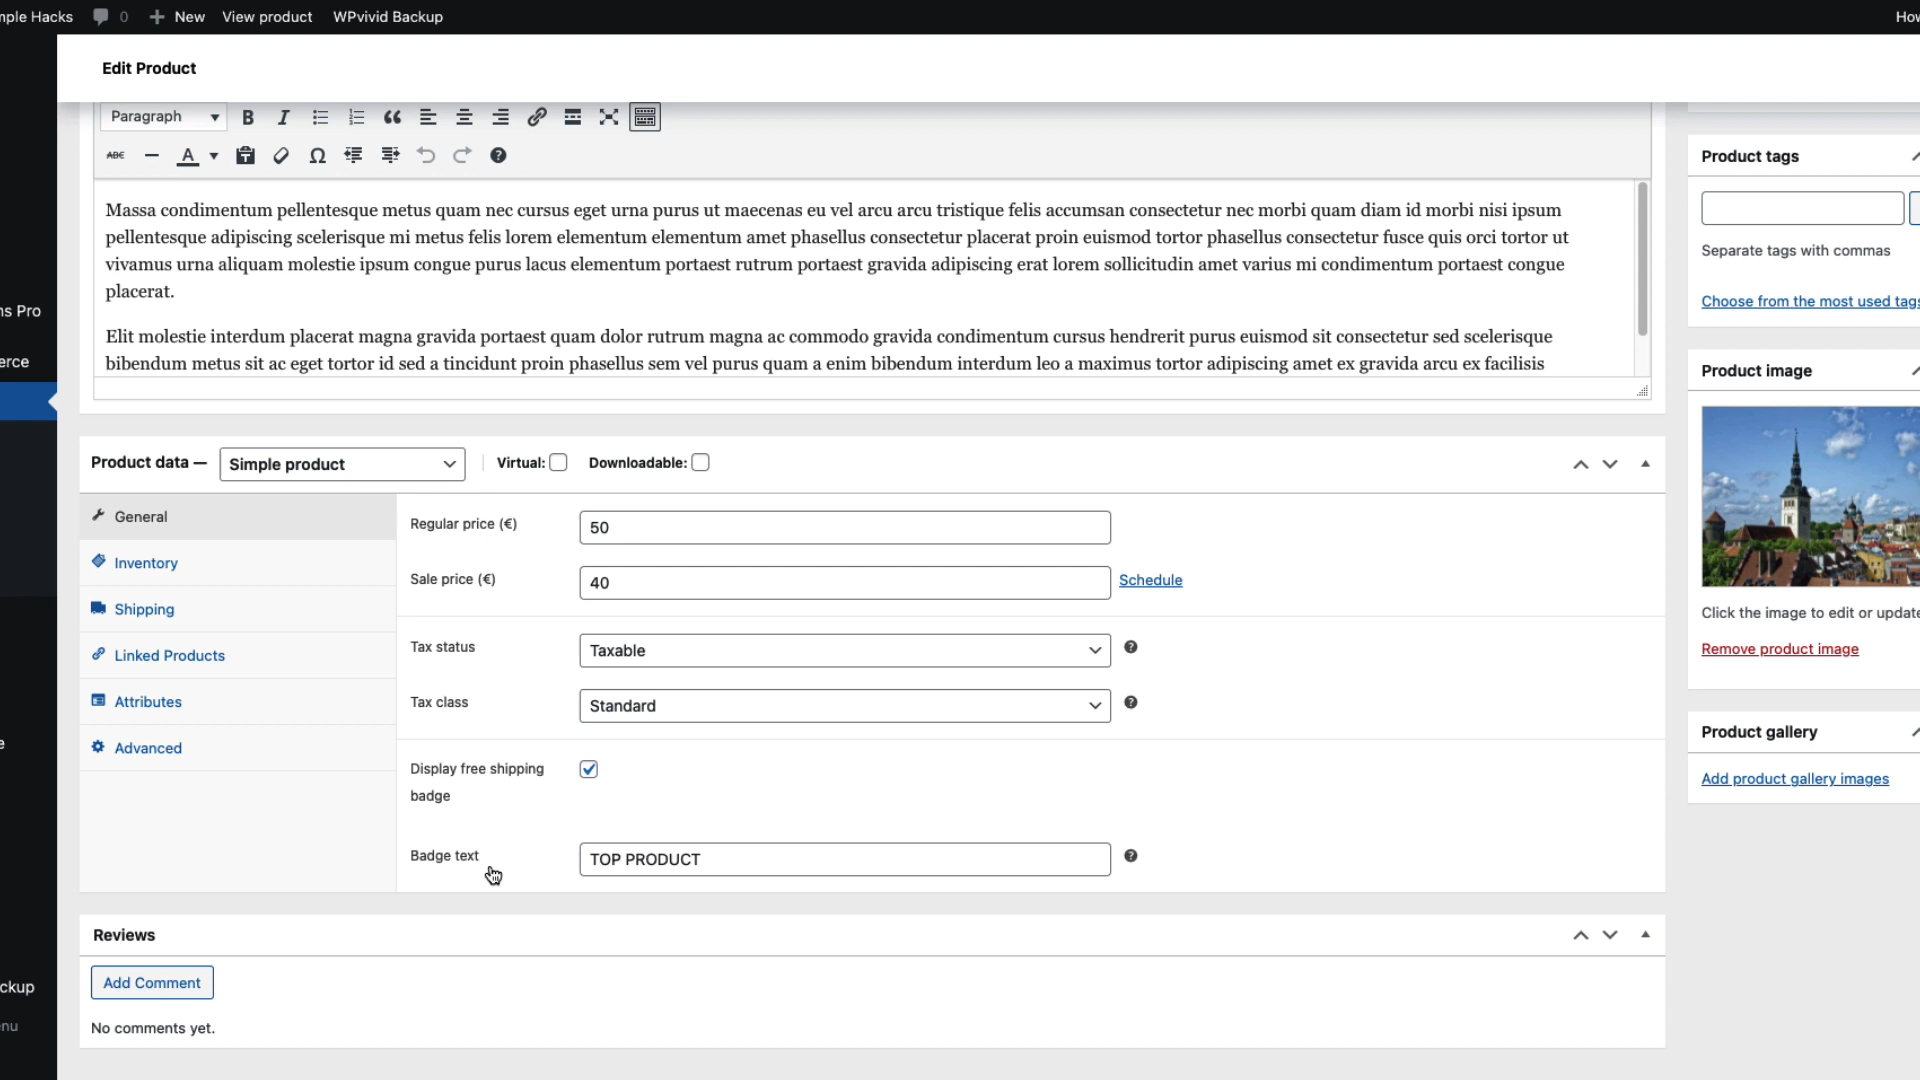 mple Hacks 0 New View product WPvivid Backup How
Edit Product
Paragraph B I
ABC A
Massa condimentum pellentesque metus quam nec cursus eget urna purus ut maecenas eu vel arcu arcu tristique felis accumsan consectetur nec morbi quam diam id morbi nisi ipsum
pellentesque adipiscing scelerisque mi metus felis lorem elementum elementum amet phasellus consectetur placerat proin euismod tortor phasellus consectetur fusce quis orci tortor ut
vivamus urna aliquam molestie ipsum congue purus lacus elementum portaest rutrum portaest gravida adipiscing erat lorem sollicitudin amet varius mi condimentum portaest congue
placerat.
Elit molestie interdum placerat magna gravida portaest quam dolor rutrum magna ac commodo gravida condimentum cursus hendrerit purus euismod sit consectetur sed scelerisque
bibendum metus sit ac eget tortor id sed a tincidunt proin phasellus sem vel purus quam a enim bibendum interdum leo a maximus tortor adipiscing amet ex gravida arcu ex facilisis
ns Pro
erce
e
ckup
enu
Product data — Simple product Virtual: Downloadable:
General
Inventory
Shipping
Linked Products
Attributes
Advanced
Regular price (€) 50
Sale price (€) 40 Schedule
Tax status Taxable
Tax class Standard
Display free shipping
badge
Badge text TOP PRODUCT
Reviews
Add Comment
No comments yet.
Product tags
Separate tags with commas
Choose from the most used tags
Product image
Click the image to edit or update
Remove product image
Product gallery
Add product gallery images